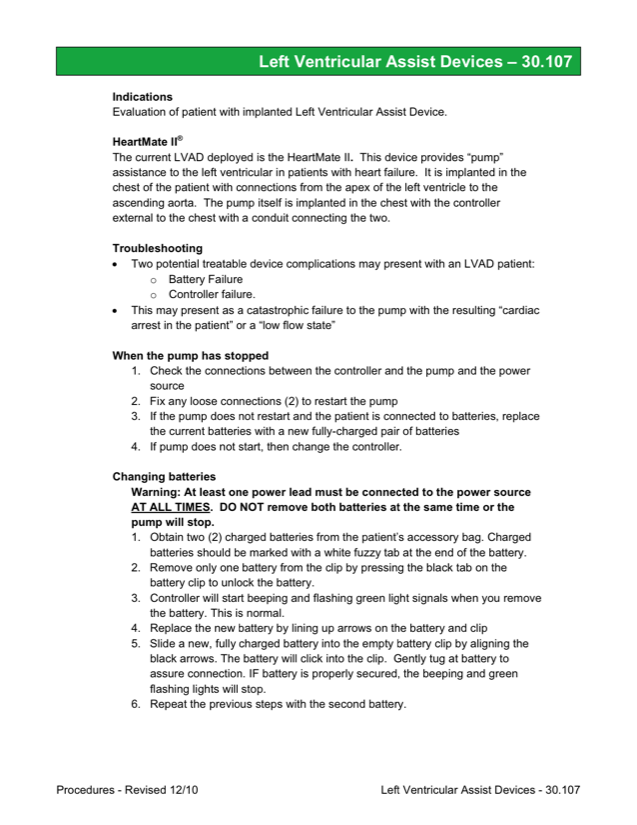 Left Ventricular Assist Devices – 30.107
Indications
Evaluation of patient with implanted Left Ventricular Assist Device.
HeartMate II®
The current LVAD deployed is the HeartMate II. This device provides “pump”
assistance to the left ventricular in patients with heart failure. It is implanted in the
chest of the patient with connections from the apex of the left ventricle to the
ascending aorta. The pump itself is implanted in the chest with the controller
external to the chest with a conduit connecting the two.
Troubleshooting
• Two potential treatable device complications may present with an LVAD patient:
o Battery Failure
o Controller failure.
• This may present as a catastrophic failure to the pump with the resulting “cardiac
arrest in the patient” or a “low flow state”
When the pump has stopped
1. Check the connections between the controller and the pump and the power
source
2. Fix any loose connections (2) to restart the pump
3. If the pump does not restart and the patient is connected to batteries, replace
the current batteries with a new fully-charged pair of batteries
4. If pump does not start, then change the controller.
Changing batteries
Warning: At least one power lead must be connected to the power source
AT ALL TIMES. DO NOT remove both batteries at the same time or the
pump will stop.
1. Obtain two (2) charged batteries from the patient’s accessory bag. Charged
batteries should be marked with a white fuzzy tab at the end of the battery.
2. Remove only one battery from the clip by pressing the black tab on the
battery clip to unlock the battery.
3. Controller will start beeping and flashing green light signals when you remove
the battery. This is normal.
4. Replace the new battery by lining up arrows on the battery and clip
5. Slide a new, fully charged battery into the empty battery clip by aligning the
black arrows. The battery will click into the clip. Gently tug at battery to
assure connection. IF battery is properly secured, the beeping and green
flashing lights will stop.
6. Repeat the previous steps with the second battery.
Procedures - Revised 12/10 Left Ventricular Assist Devices - 30.107